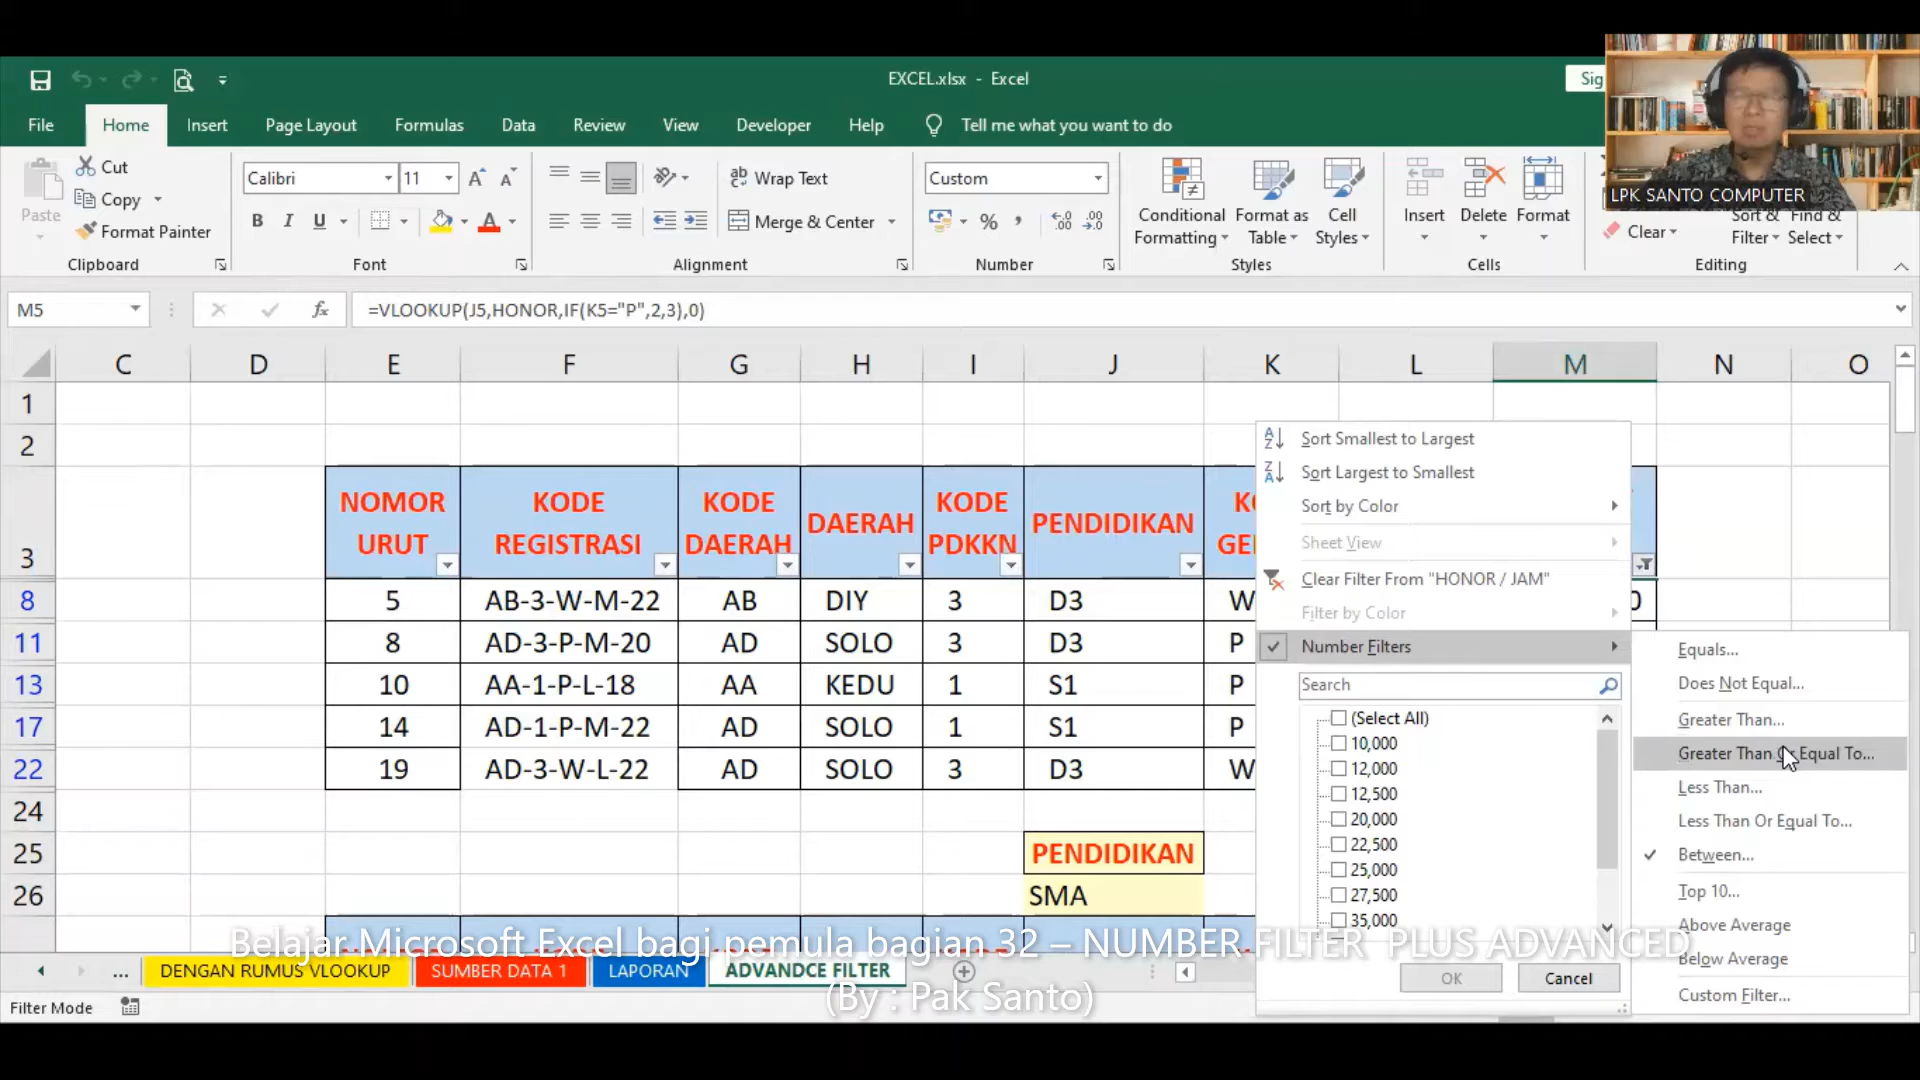 EXCEL.xlsx - Excel
Sig
File Home Insert Page Layout Formulas Data Review View Developer Help Tell me what you want to do
LPK SANTO COMPUTER
Paste
Cut
Copy
Format Painter
Clipboard
Calibri 11
B I U
Font
Wrap Text
Merge & Center
Alignment
Custom
%
Number
Conditional Formatting
Format as Table
Cell Styles
Styles
Insert Delete Format
Cells
Clear
Sort & Filter
Find & Select
Editing
M5
fx =VLOOKUP(J5,HONOR,IF(K5="P",2,3),0)
C D E F G H I J K L M N O
1
2
3 NOMOR URUT KODE REGISTRASI KODE DAERAH DAERAH KODE PDKKN PENDIDIKAN
8 5 AB-3-W-M-22 AB DIY 3 D3 W 0
11 8 AD-3-P-M-20 AD SOLO 3 D3 P
13 10 AA-1-P-L-18 AA KEDU 1 S1 P
17 14 AD-1-P-M-22 AD SOLO 1 S1 P
22 19 AD-3-W-L-22 AD SOLO 3 D3 W
24
25 PENDIDIKAN
26 SMA
Sort Smallest to Largest
Sort Largest to Smallest
Sort by Color
Sheet View
Clear Filter From "HONOR / JAM"
Filter by Color
Number Filters
Search
(Select All)
10,000
12,000
12,500
20,000
22,500
25,000
27,500
35,000
OK Cancel
Equals...
Does Not Equal...
Greater Than...
Greater Than Or Equal To...
Less Than...
Less Than Or Equal To...
Between...
Top 10...
Above Average
Below Average
Custom Filter...
Belajar Microsoft Excel bagi pemula bagian 32 – NUMBER FILTER PLUS ADVANCED
(By : Pak Santo)
... DENGAN RUMUS VLOOKUP SUMBER DATA 1 LAPORAN ADVANDCE FILTER
Filter Mode